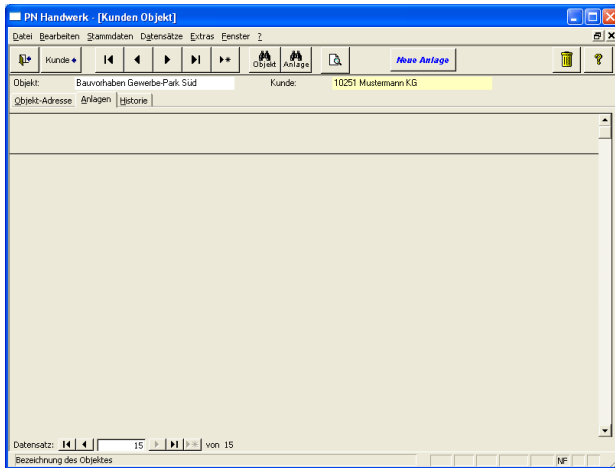 PN Handwerk - [Kunden Objekt]
Datei Bearbeiten Stammdaten Datensätze Extras Fenster ?
Kunde Objekt Anlage Neue Anlage ?
Objekt: Bauvorhaben Gewerbe-Park Süd Kunde: 10251 Mustermann KG
Objekt-Adresse Anlagen Historie
Datensatz: 15 von 15
Bezeichnung des Objektes NF